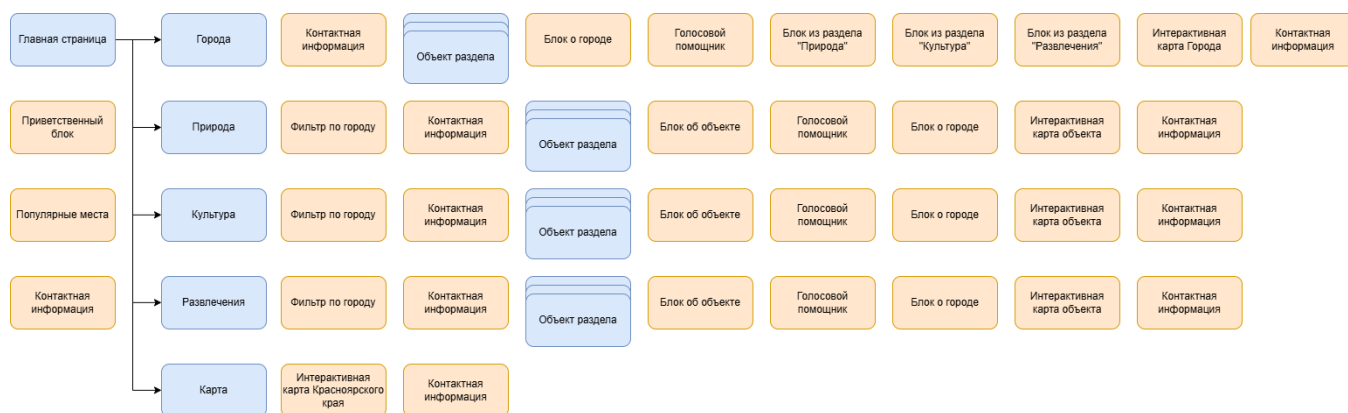 Главная страница
Города
Контактная
информация
Объект раздела
Блок о городе
Голосовой
помощник
Блок из раздела
"Природа"
Блок из раздела
"Культура"
Блок из раздела
"Развлечения"
Интерактивная
карта Города
Контактная
информация
Приветственный
блок
Природа
Фильтр по городу
Контактная
информация
Объект раздела
Блок об объекте
Голосовой
помощник
Блок о городе
Интерактивная
карта объекта
Контактная
информация
Популярные места
Культура
Фильтр по городу
Контактная
информация
Объект раздела
Блок об объекте
Голосовой
помощник
Блок о городе
Интерактивная
карта объекта
Контактная
информация
Контактная
информация
Развлечения
Фильтр по городу
Контактная
информация
Объект раздела
Блок об объекте
Голосовой
помощник
Блок о городе
Интерактивная
карта объекта
Контактная
информация
Карта
Интерактивная
карта Красноярского
края
Контактная
информация